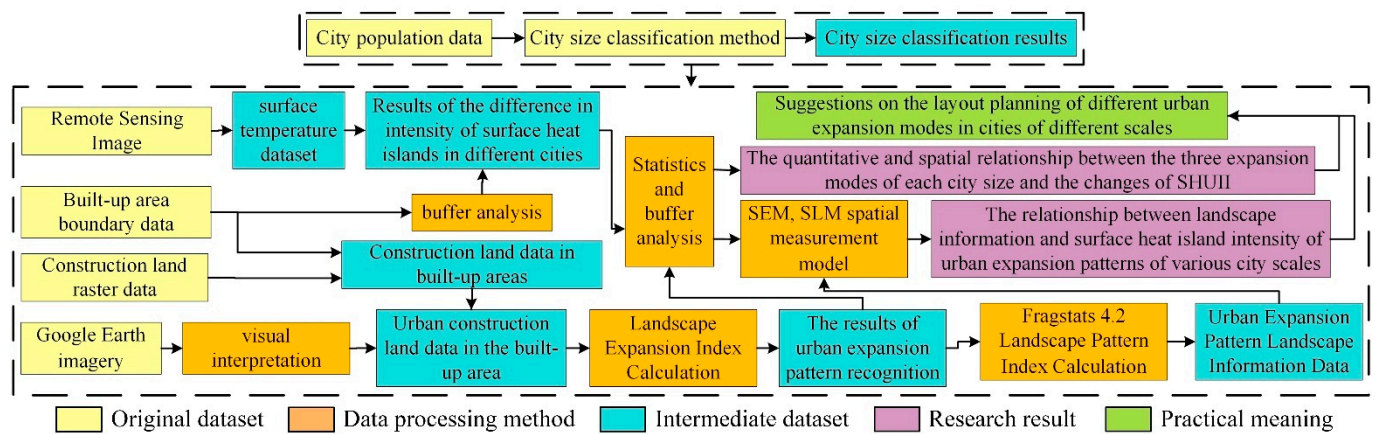 City population data
City size classification method
City size classification results
Remote Sensing
Image
surface
temperature
dataset
Results of the difference in
intensity of surface heat
islands in different cities
Suggestions on the layout planning of different urban
expansion modes in cities of different scales
Statistics
and
buffer
analysis
The quantitative and spatial relationship between the three expansion
modes of each city size and the changes of SHUII
Built-up area
boundary data
buffer analysis
SEM, SLM spatial
measurement
model
The relationship between landscape
information and surface heat island intensity of
urban expansion patterns of various city scales
Construction land
raster data
Construction land data in
built-up areas
Google Earth
imagery
visual
interpretation
Urban construction
land data in the built-
up area
Landscape
Expansion Index
Calculation
The results of
urban expansion
pattern recognition
Fragstats 4.2
Landscape Pattern
Index Calculation
Urban Expansion
Pattern Landscape
Information Data
Original dataset
Data processing method
Intermediate dataset
Research result
Practical meaning